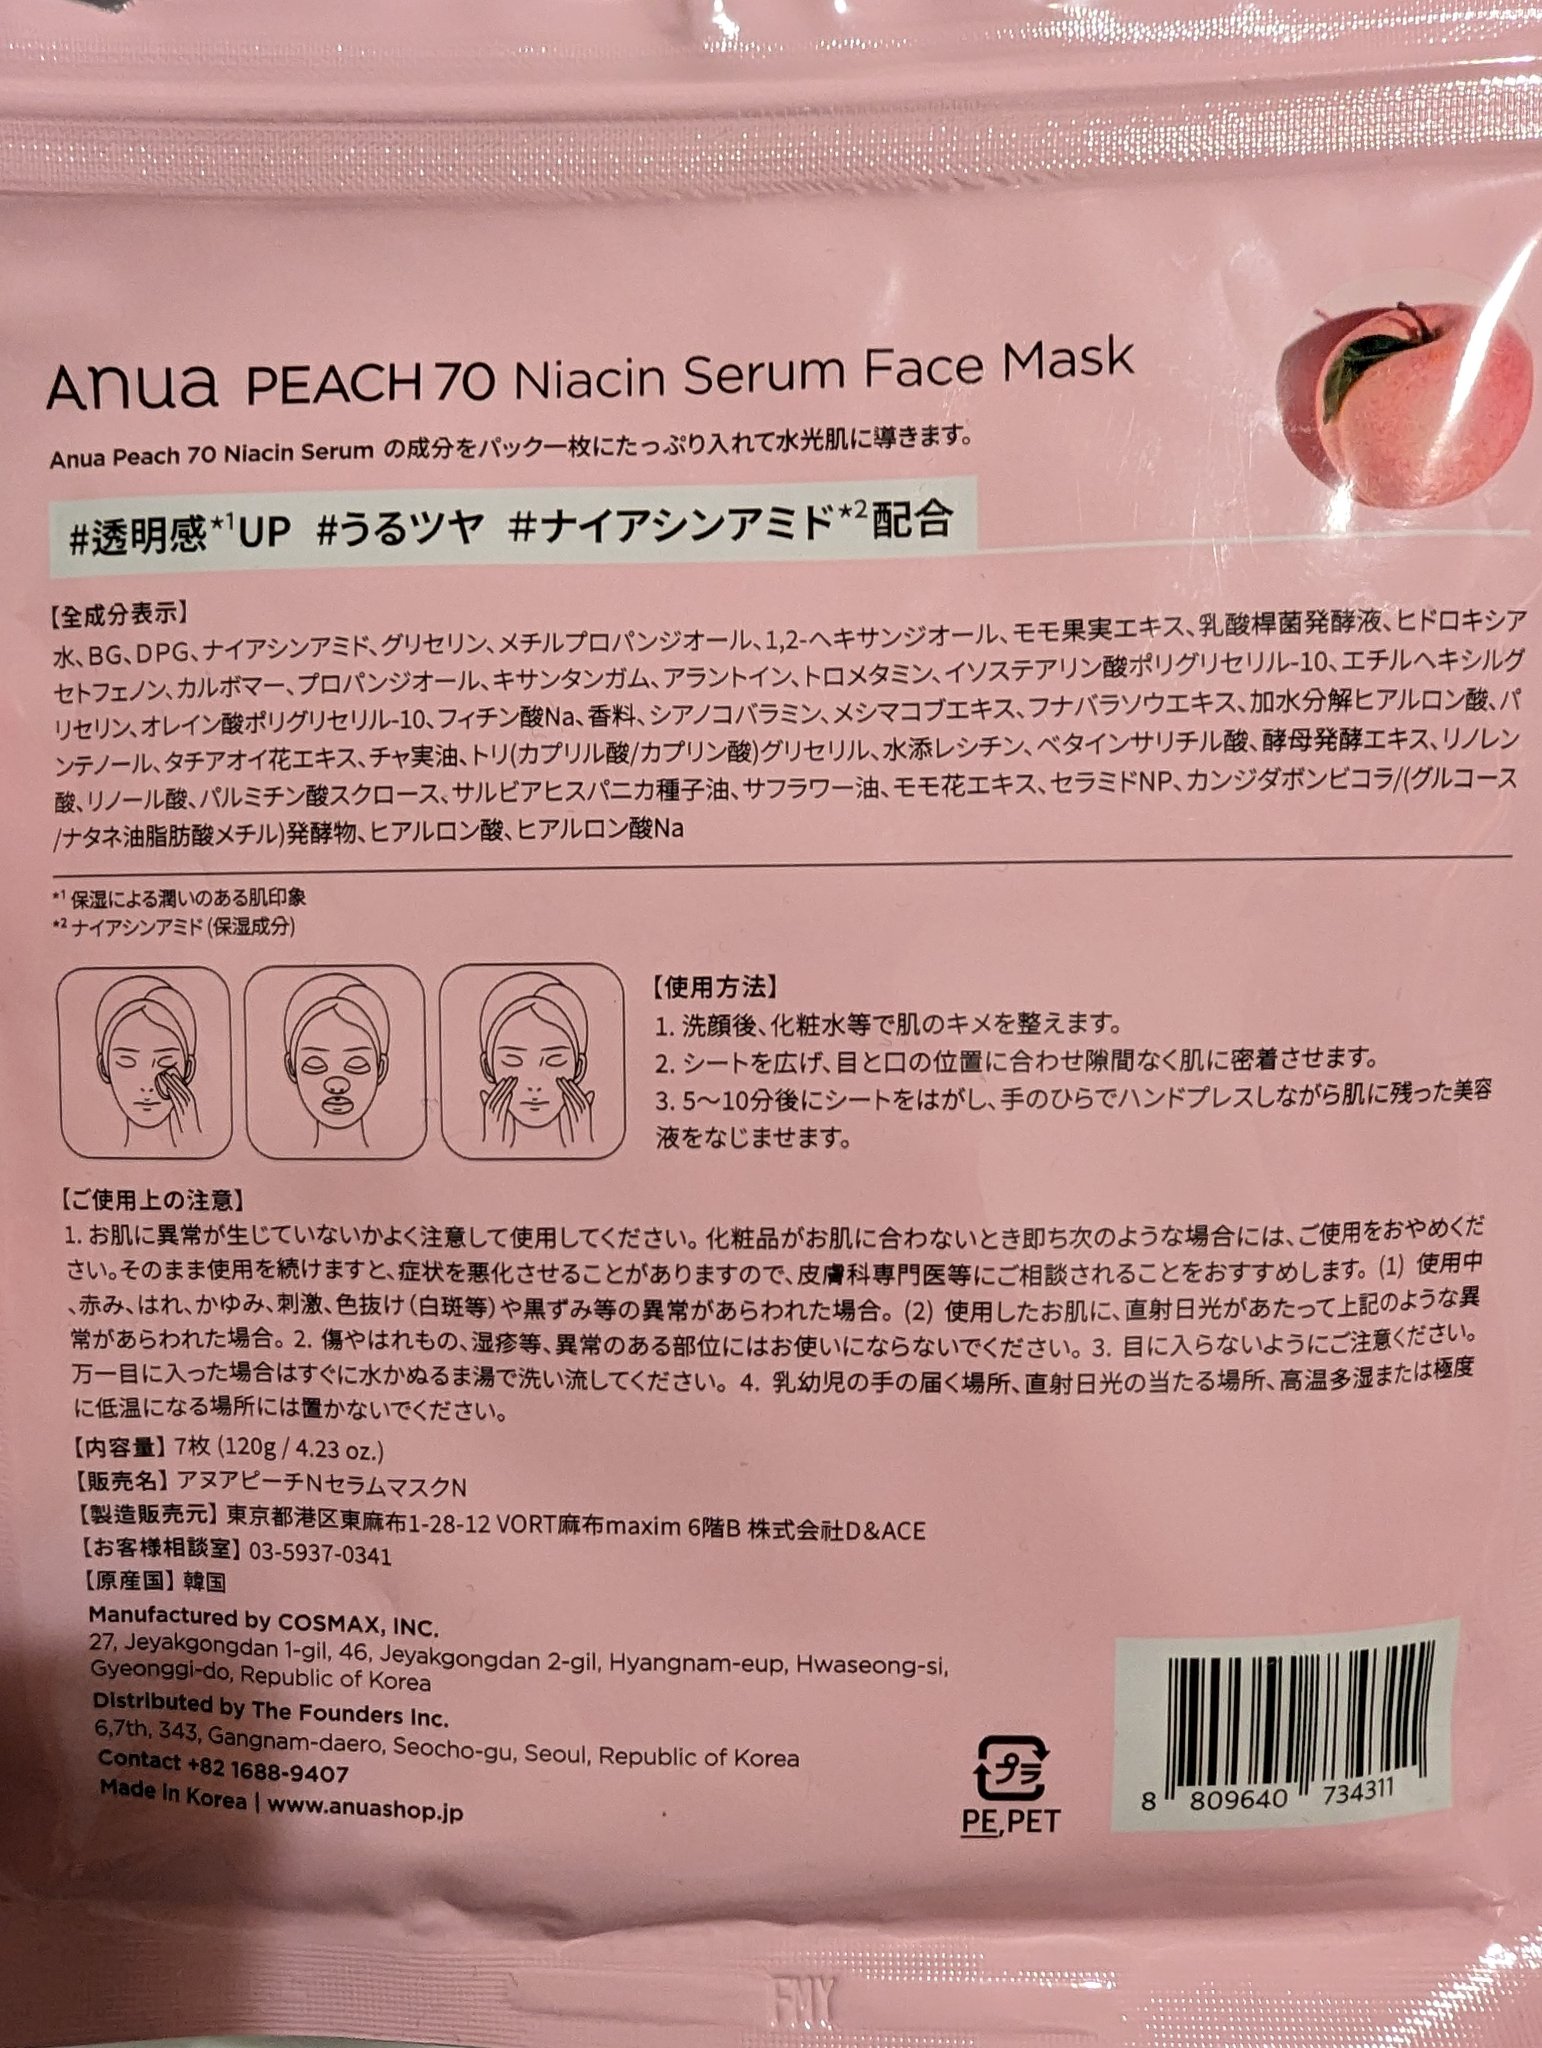 Anua PEACH 70 Niacin Serum Face Mask
Anua Peach 70 Niacin Serum の成分をパック一枚にたっぷり入れて水光肌に導きます。
#透明感*1UP #うるツヤ #ナイアシンアミド*2配合
【全成分表示】
水、BG、DPG、ナイアシンアミド、グリセリン、メチルプロパンジオール、1,2-ヘキサンジオール、モモ果実エキス、乳酸桿菌発酵液、ヒドロキシア
セトフェノン、カルボマー、プロパンジオール、キサンタンガム、アラントイン、トロメタミン、イソステアリン酸ポリグリセリル-10、エチルヘキシルグ
リセリン、オレイン酸ポリグリセリル-10、フィチン酸Na、香料、シアノコバラミン、メシマコブエキス、フナバラソウエキス、加水分解ヒアルロン酸、パ
ンテノール、タチアオイ花エキス、チャ実油、トリ(カプリル酸/カプリン酸)グリセリル、水添レシチン、ベタインサリチル酸、酵母発酵エキス、リノレン
酸、リノール酸、パルミチン酸スクロース、サルビアヒスパニカ種子油、サフラワー油、モモ花エキス、セラミドNP、カンジダボンビコラ/(グルコース
/ナタネ油脂肪酸メチル)発酵物、ヒアルロン酸、ヒアルロン酸Na
*1 保湿による潤いのある肌印象
*2 ナイアシンアミド (保湿成分)
【使用方法】
1. 洗顔後、化粧水等で肌のキメを整えます。
2. シートを広げ、目と口の位置に合わせ隙間なく肌に密着させます。
3. 5～10分後にシートをはがし、手のひらでハンドプレスしながら肌に残った美容
液をなじませます。
【ご使用上の注意】
1. お肌に異常が生じていないかよく注意して使用してください。化粧品がお肌に合わないとき即ち次のような場合には、ご使用をおやめくだ
さい。そのまま使用を続けますと、症状を悪化させることがありますので、皮膚科専門医等にご相談されることをおすすめします。(1) 使用中
、赤み、はれ、かゆみ、刺激、色抜け(白斑等)や黒ずみ等の異常があらわれた場合。(2) 使用したお肌に、直射日光があたって上記のような異
常があらわれた場合。2. 傷やはれもの、湿疹等、異常のある部位にはお使いにならないでください。3. 目に入らないようにご注意ください。
万一目に入った場合はすぐに水かぬるま湯で洗い流してください。4. 乳幼児の手の届く場所、直射日光の当たる場所、高温多湿または極度
に低温になる場所には置かないでください。
【内容量】7枚 (120g / 4.23 oz.)
【販売名】アヌアピーチNセラムマスクN
【製造販売元】東京都港区東麻布1-28-12 VORT麻布maxim 6階B 株式会社D&ACE
【お客様相談室】03-5937-0341
【原産国】韓国
Manufactured by COSMAX, INC.
27, Jeyakgongdan 1-gil, 46, Jeyakgongdan 2-gil, Hyangnam-eup, Hwaseong-si,
Gyeonggi-do, Republic of Korea
Distributed by The Founders Inc.
6,7th, 343, Gangnam-daero, Seocho-gu, Seoul, Republic of Korea
Contact +82 1688-9407
Made in Korea | www.anuashop.jp
プラ
PE,PET
8 809640 734311